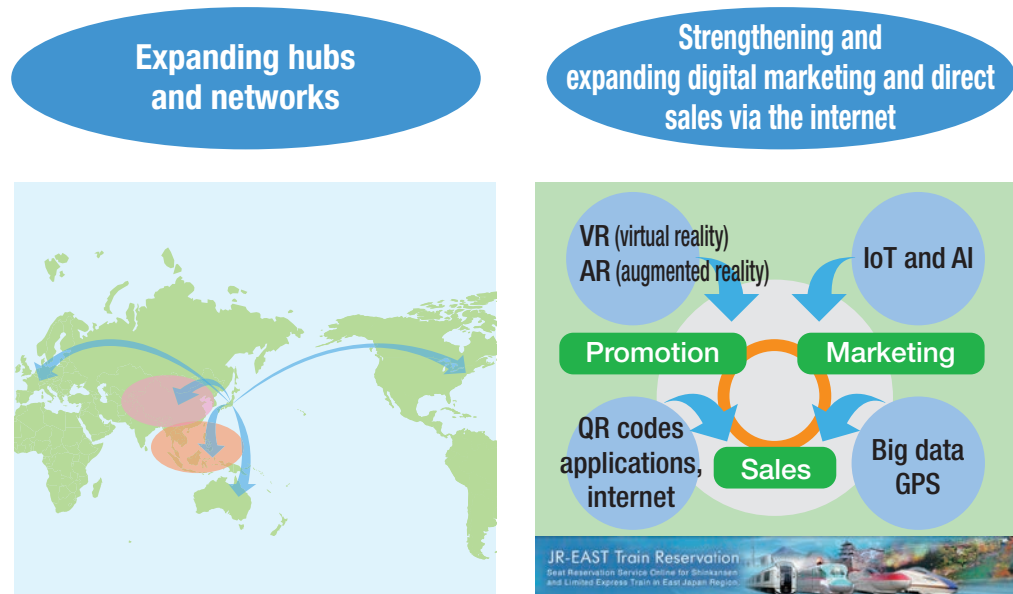 Expanding hubs
and networks
Strengthening and
expanding digital marketing and direct
sales via the internet
VR (virtual reality)
AR (augmented reality)
IoT and AI
Promotion
Marketing
QR codes
applications,
internet
Sales
Big data
GPS
JR-EAST Train Reservation
Seat Reservation Service Online for Shinkansen
and Limited Express Train in East Japan Region.